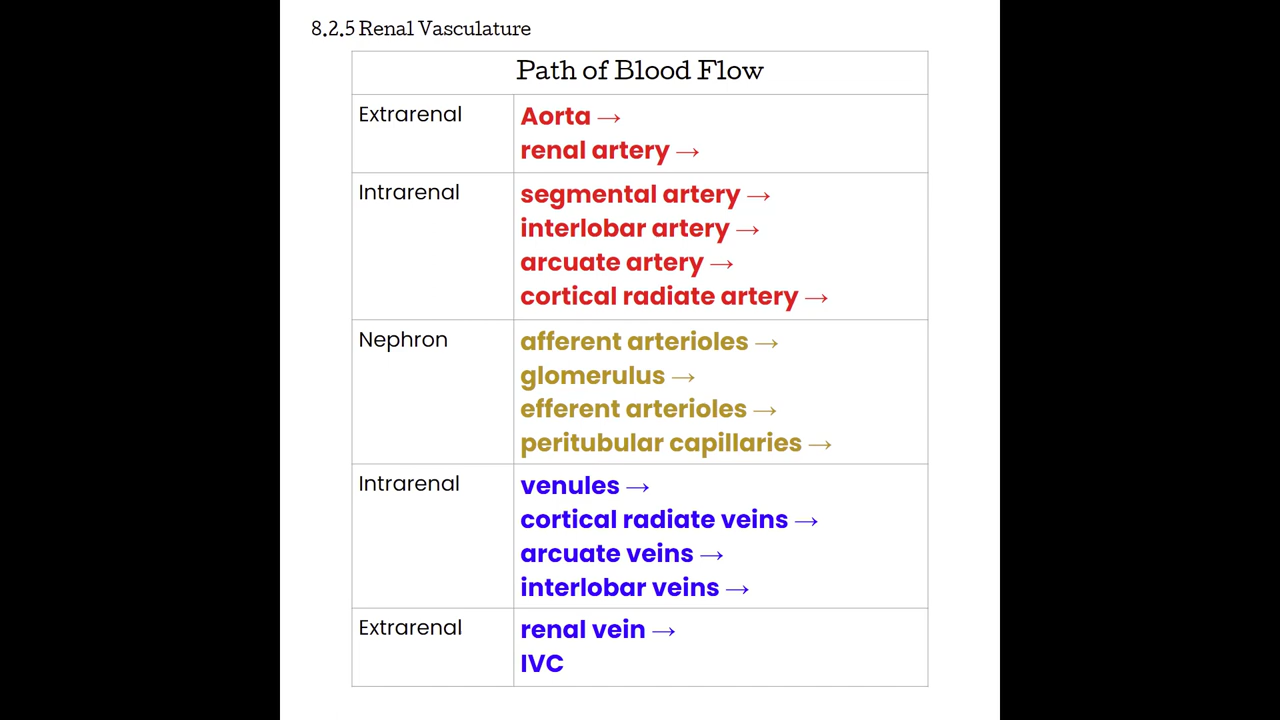 8.2.5 Renal Vasculature
Path of Blood Flow
Extrarenal
Aorta →
renal artery →
Intrarenal
segmental artery →
interlobar artery →
arcuate artery →
cortical radiate artery →
Nephron
afferent arterioles →
glomerulus →
efferent arterioles →
peritubular capillaries →
Intrarenal
venules →
cortical radiate veins →
arcuate veins →
interlobar veins →
Extrarenal
renal vein →
IVC